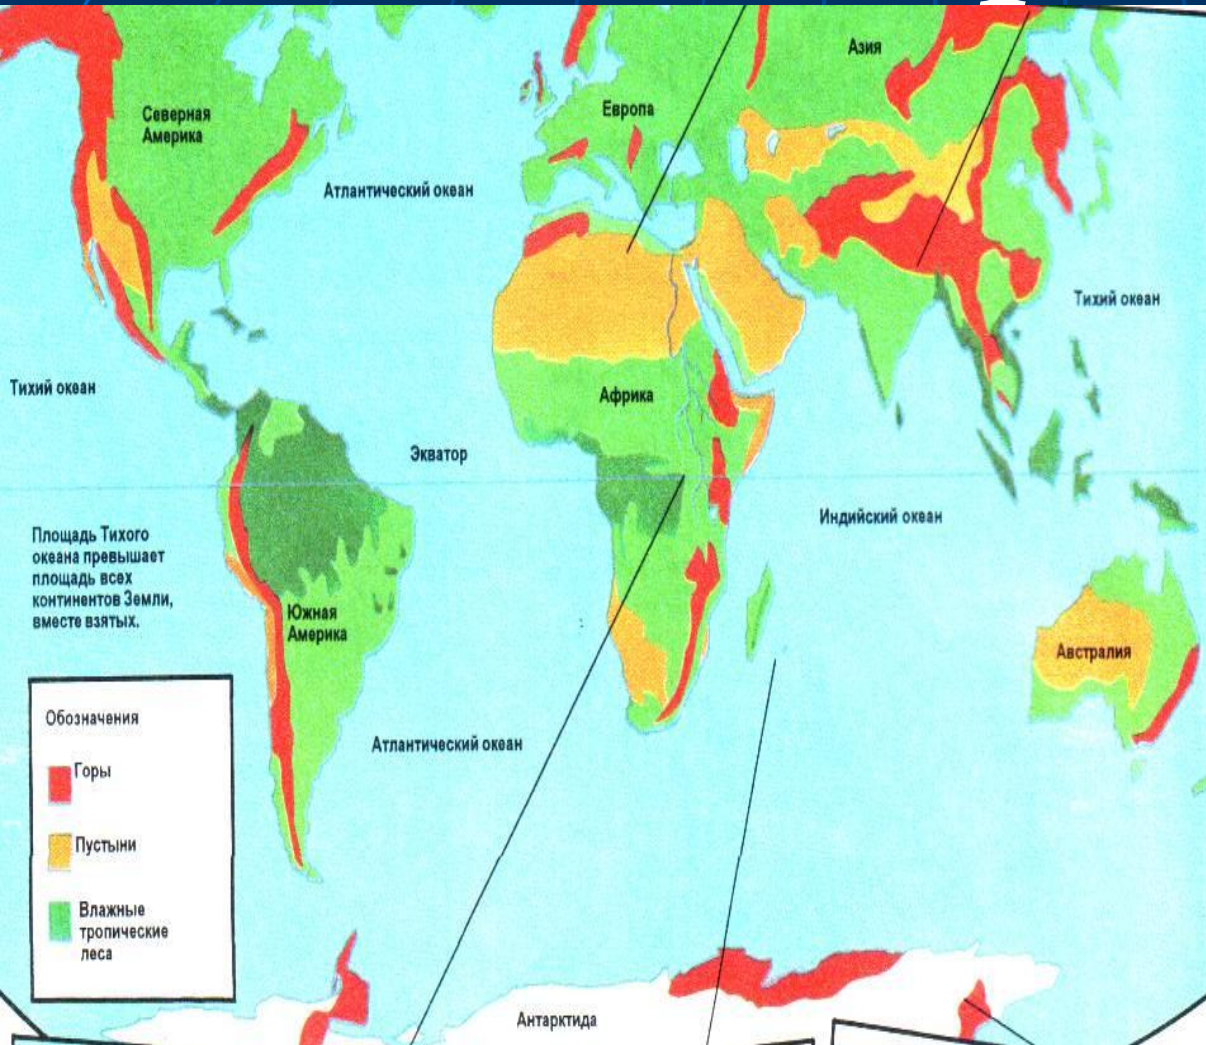 Азия
Северная
Америка
Европа
Атлантический океан
Тихий океан
Тихий океан
Африка
Экватор
Индийский океан
Площадь Тихого
океана превышает
площадь всех
континентов Земли,
вместе взятых.
Южная
Америка
Австралия
Обозначения
Атлантический океан
Горы
Пустыни
Влажные
тропические
леса
Антарктида